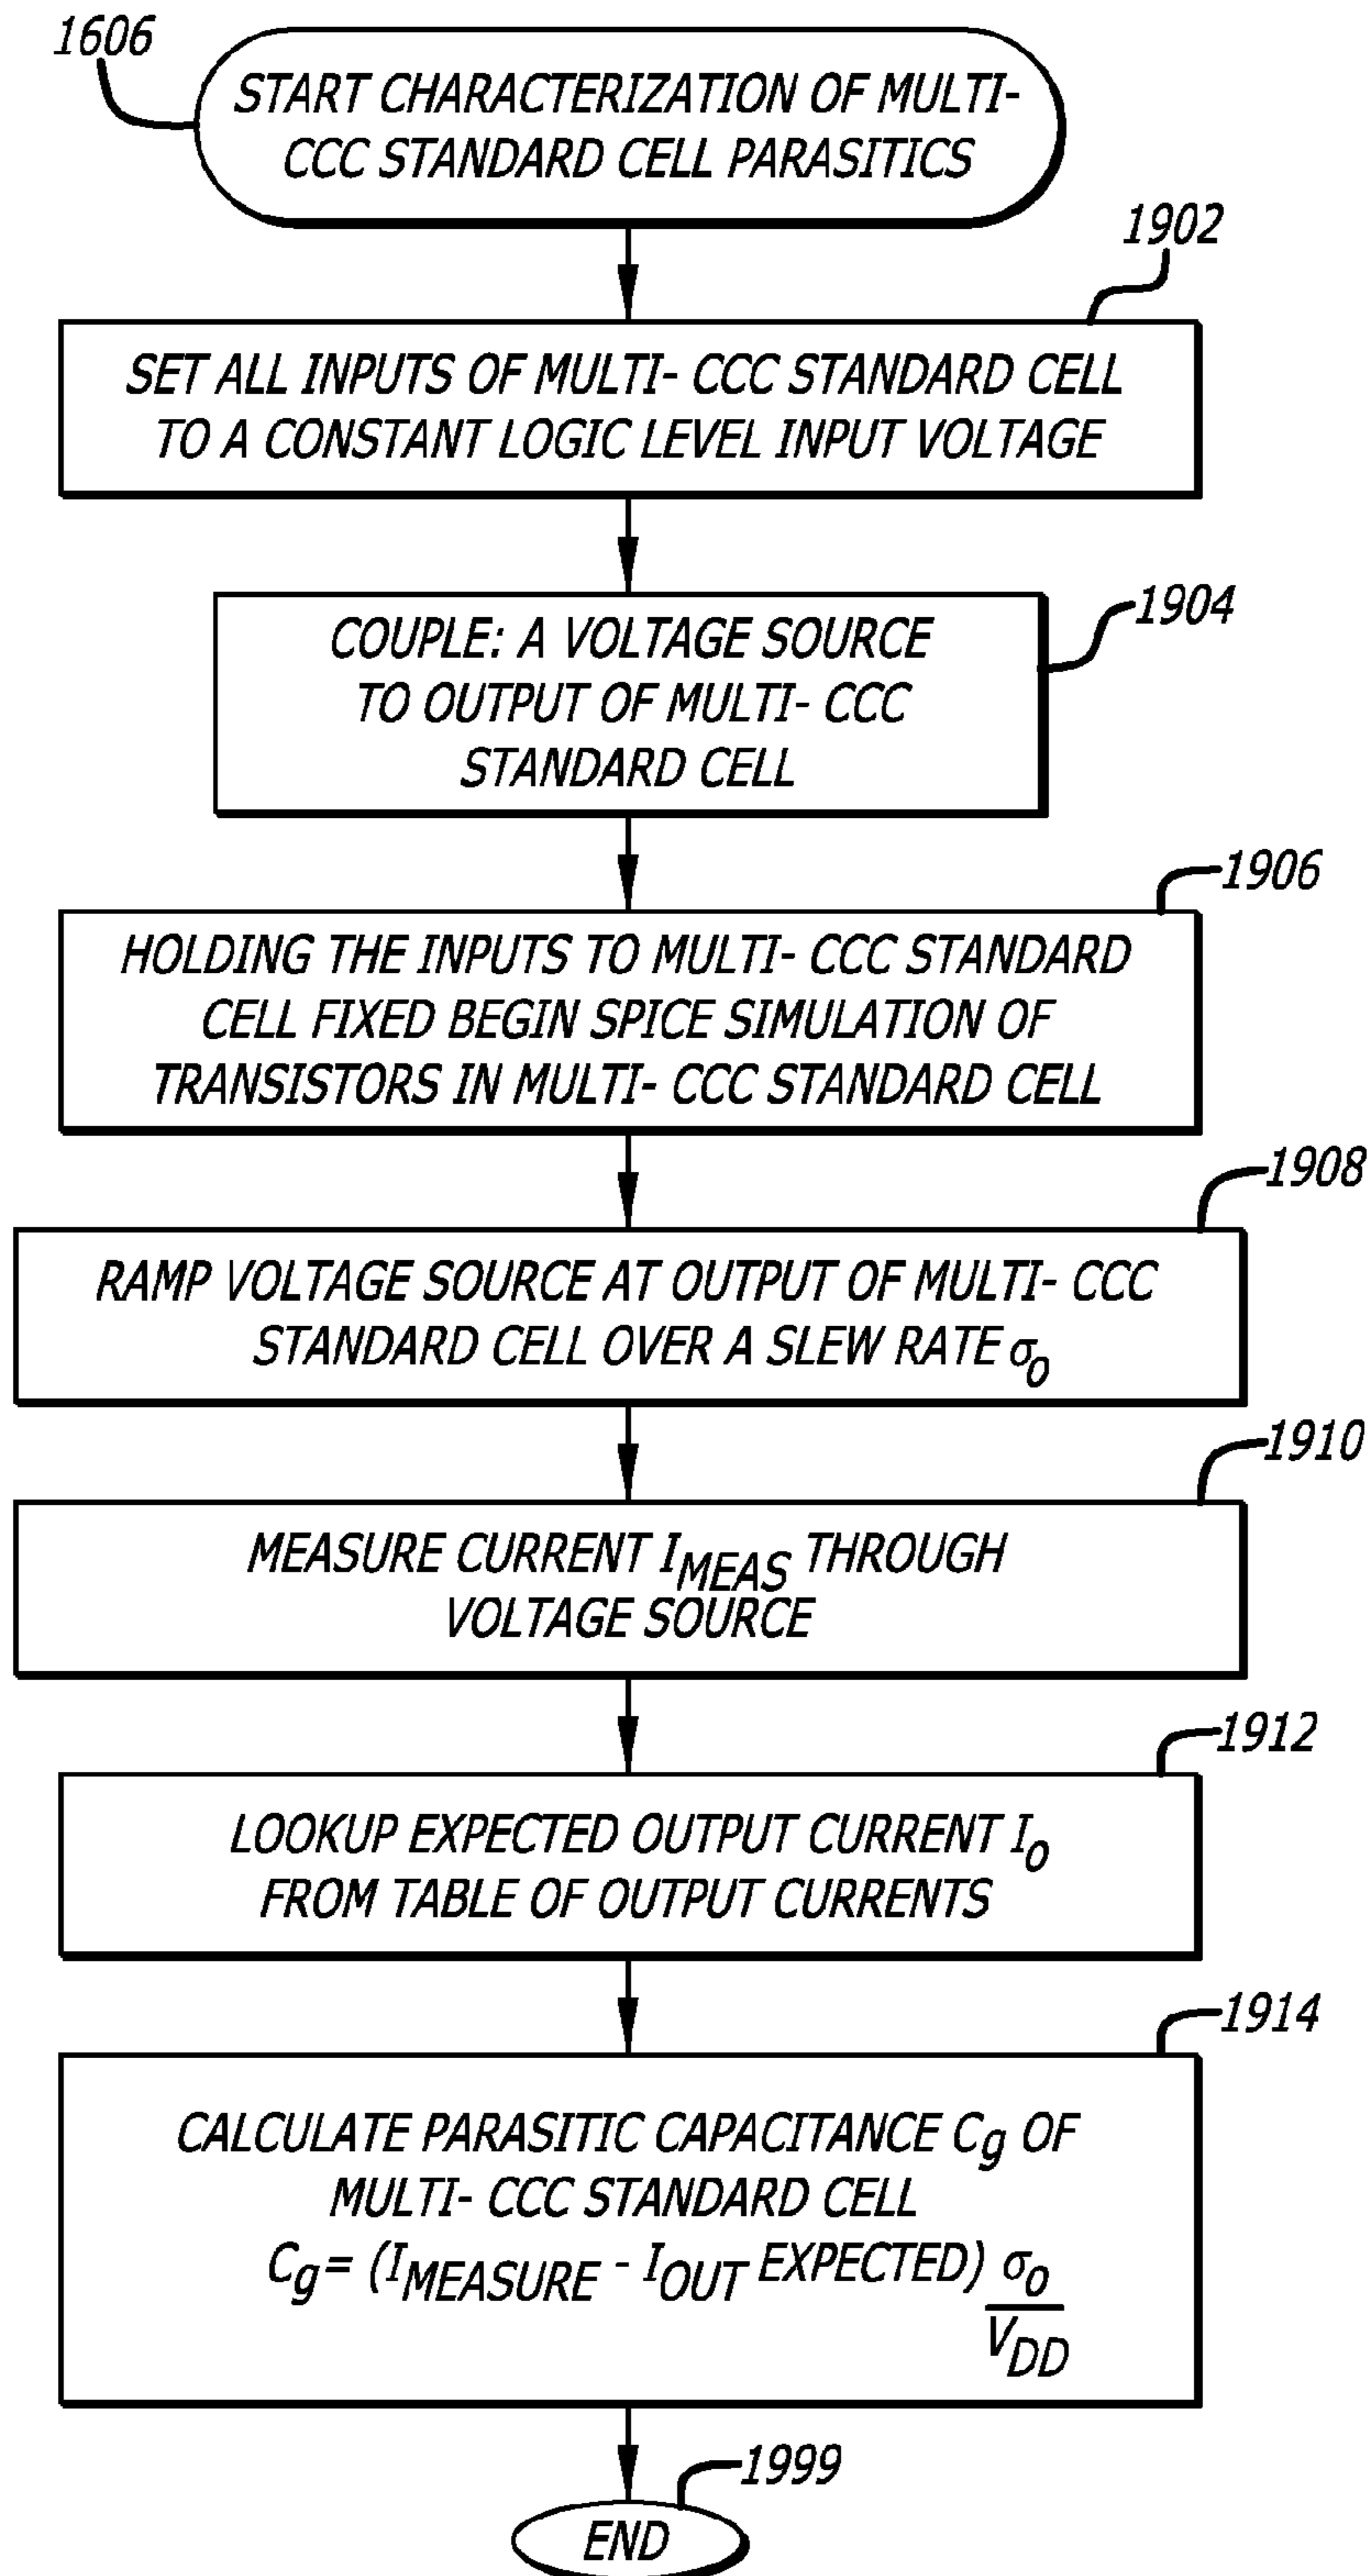 1606
START CHARACTERIZATION OF MULTI-
CCC STANDARD CELL PARASITICS
1902
SET ALL INPUTS OF MULTI- CCC STANDARD CELL
TO A CONSTANT LOGIC LEVEL INPUT VOLTAGE
1904
COUPLE: A VOLTAGE SOURCE
TO OUTPUT OF MULTI- CCC
STANDARD CELL
1906
HOLDING THE INPUTS TO MULTI- CCC STANDARD
CELL FIXED BEGIN SPICE SIMULATION OF
TRANSISTORS IN MULTI- CCC STANDARD CELL
1908
RAMP VOLTAGE SOURCE AT OUTPUT OF MULTI- CCC
STANDARD CELL OVER A SLEW RATE σo
1910
MEASURE CURRENT IMEAS THROUGH
VOLTAGE SOURCE
1912
LOOKUP EXPECTED OUTPUT CURRENT Io
FROM TABLE OF OUTPUT CURRENTS
1914
CALCULATE PARASITIC CAPACITANCE Cg OF
MULTI- CCC STANDARD CELL
Cg = (IMEASURE - IOUT EXPECTED) σo
VDD
1999
END